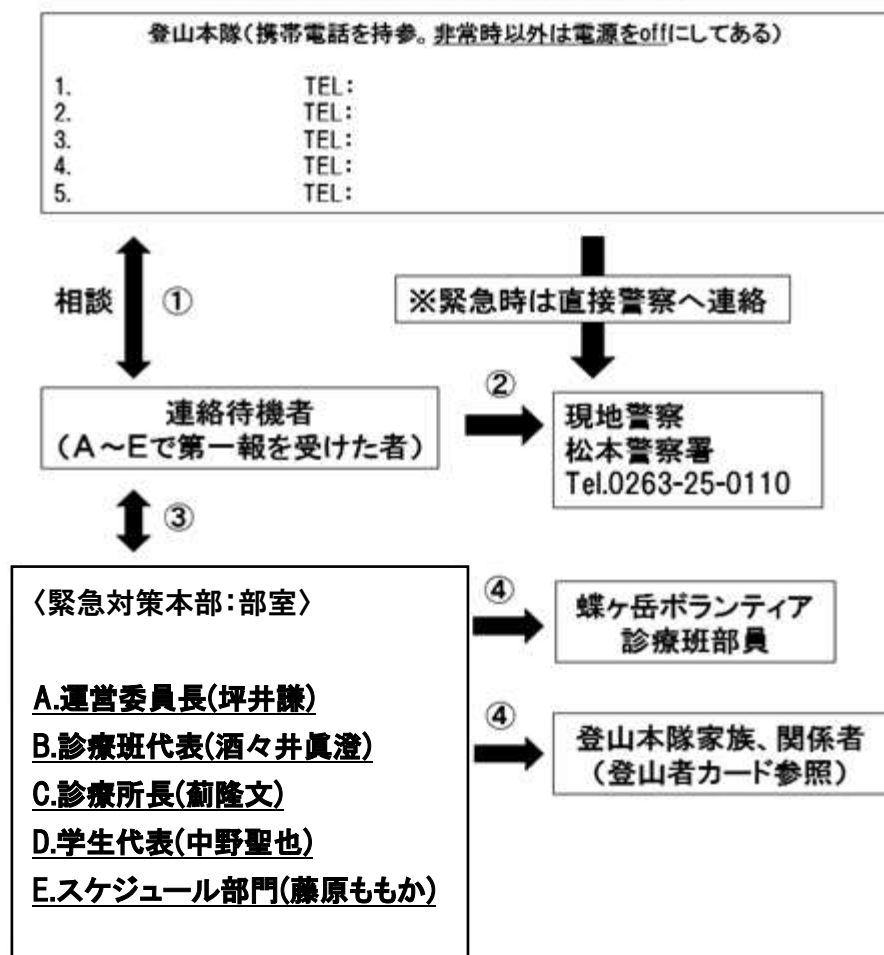 登山本隊(携帯電話を持参。非常時以外は電源をoffにしてある)
1. TEL:
2. TEL:
3. TEL:
4. TEL:
5. TEL:
相談 ①
※緊急時は直接警察へ連絡
連絡待機者
(A～Eで第一報を受けた者)
②
現地警察
松本警察署
Tel.0263-25-0110
③
〈緊急対策本部:部室〉
A.運営委員長(坪井謙)
B.診療班代表(酒々井眞澄)
C.診療所長(薊隆文)
D.学生代表(中野聖也)
E.スケジュール部門(藤原ももか)
④
蝶ヶ岳ボランティア
診療班部員
④
登山本隊家族、関係者
(登山者カード参照)